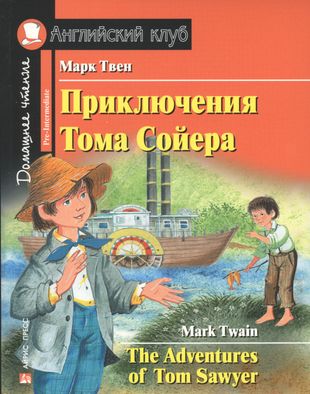 Английский клуб
Домашнее чтение
Pre-Intermediate
Марк Твен
Приключения
Тома Сойера
Mark Twain
The Adventures
of Tom Sawyer
АЙРИС ПРЕСС